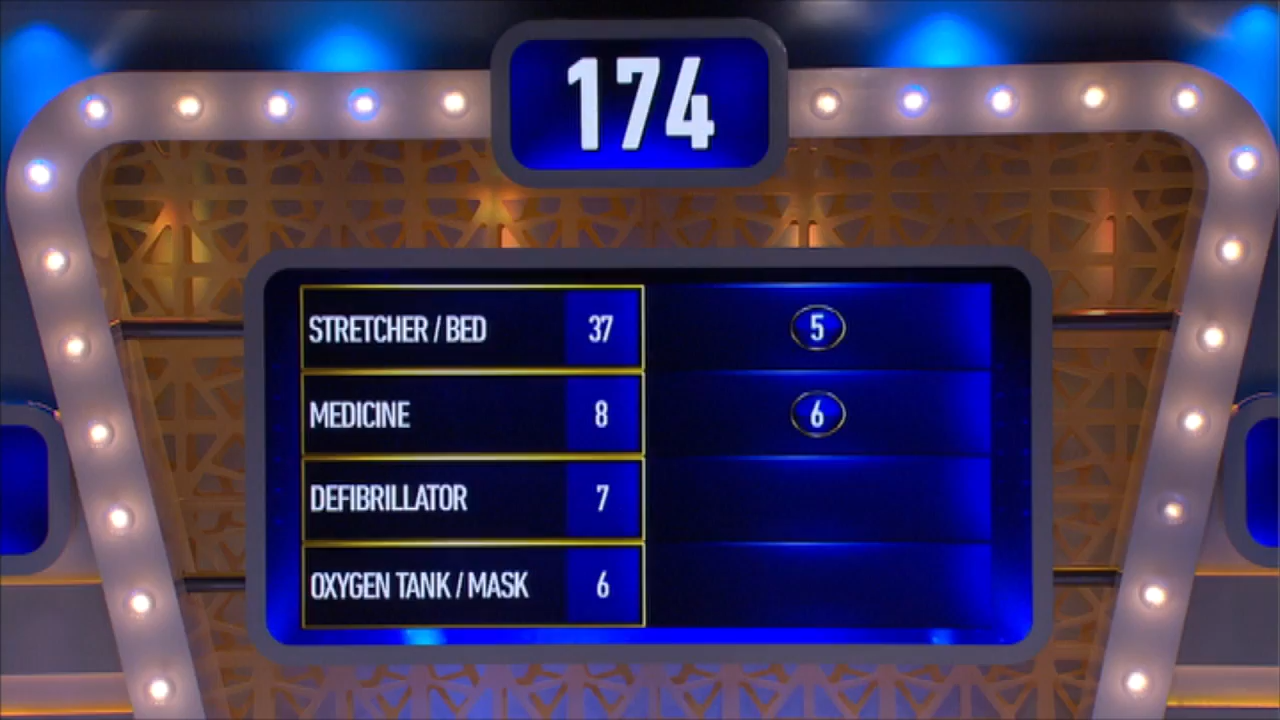 174
STRETCHER / BED 37
5
MEDICINE 8
6
DEFIBRILLATOR 7
OXYGEN TANK / MASK 6